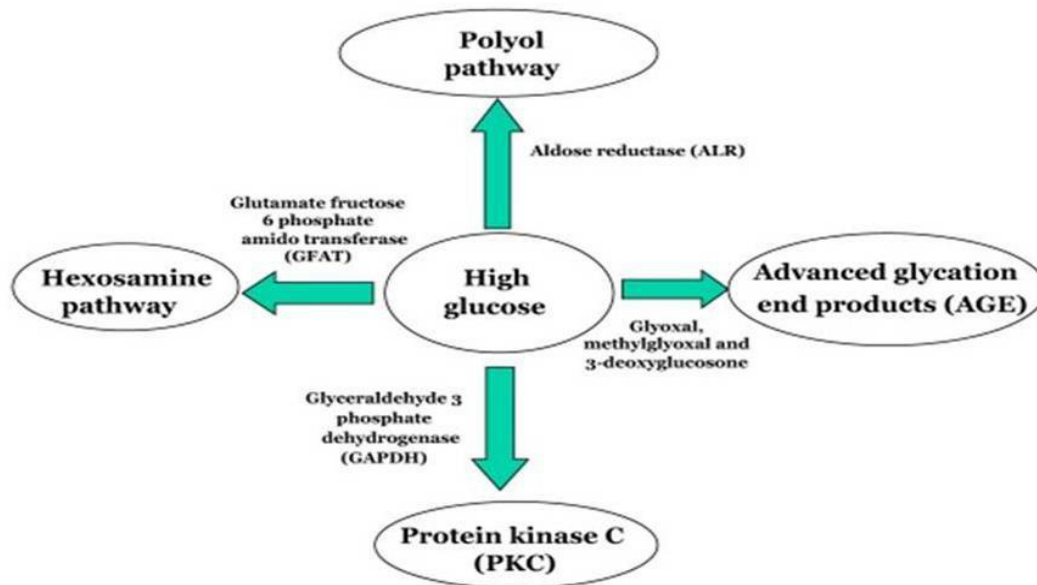 Polyol
pathway
Aldose reductase (ALR)
Glutamate fructose
6 phosphate
amido transferase
(GFAT)
Hexosamine
pathway
High
glucose
Advanced glycation
end products (AGE)
Glyoxal,
methylglyoxal and
3-deoxyglucosone
Glyceraldehyde 3
phosphate
dehydrogenase
(GAPDH)
Protein kinase C
(PKC)